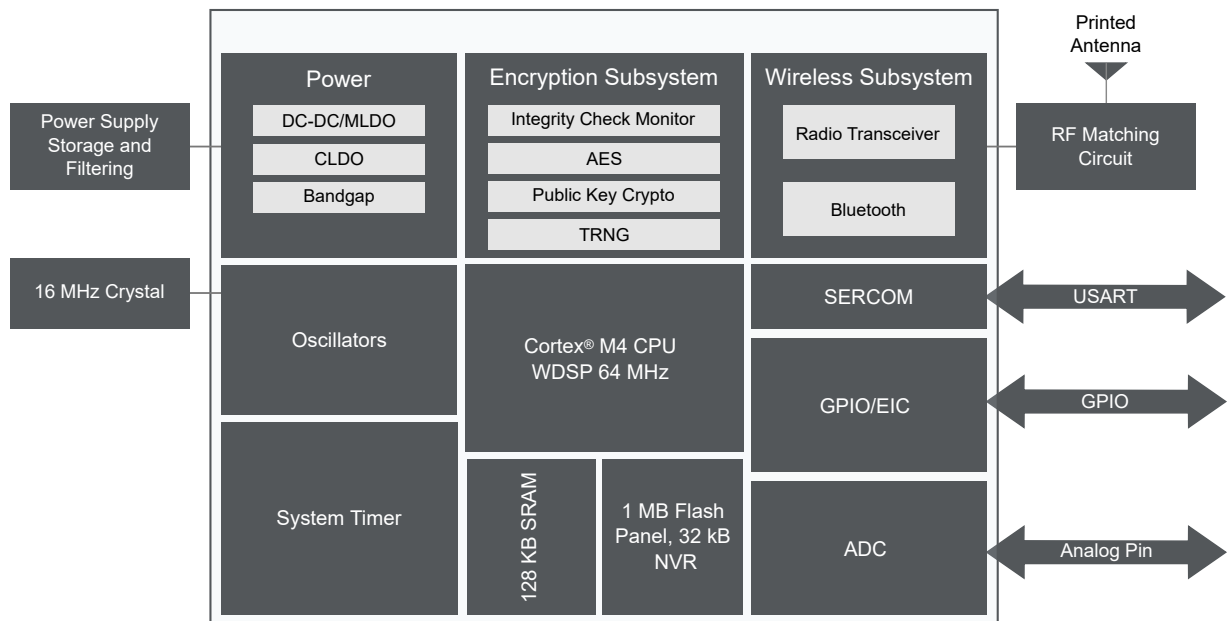 Printed
Antenna
Power
Encryption Subsystem
Wireless Subsystem
Power Supply
Storage and
Filtering
DC-DC/MLDO
CLDO
Bandgap
Integrity Check Monitor
AES
Public Key Crypto
TRNG
Radio Transceiver
Bluetooth
RF Matching
Circuit
16 MHz Crystal
Oscillators
Cortex® M4 CPU
WDSP 64 MHz
SERCOM
USART
GPIO/EIC
GPIO
System Timer
128 KB SRAM
1 MB Flash
Panel, 32 kB
NVR
ADC
Analog Pin